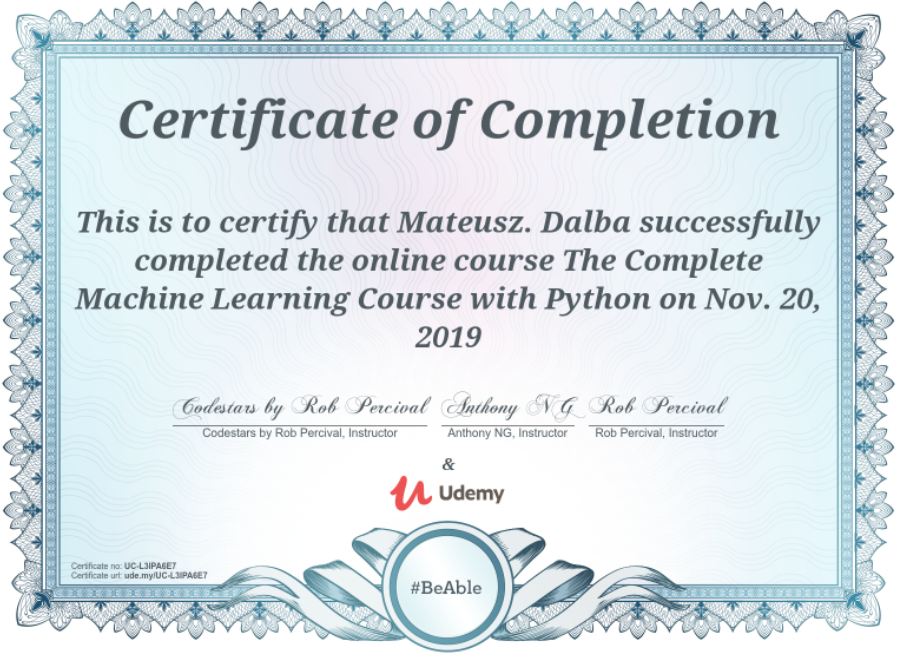 Certificate of Completion
This is to certify that Mateusz. Dalba successfully
completed the online course The Complete
Machine Learning Course with Python on Nov. 20,
2019
Codestars by Rob Percival Anthony NG Rob Percival
Codestars by Rob Percival, Instructor Anthony NG, Instructor Rob Percival, Instructor
&
Udemy
Certificate no: UC-L3IPA6E7
Certificate url: ude.my/UC-L3IPA6E7
#BeAble